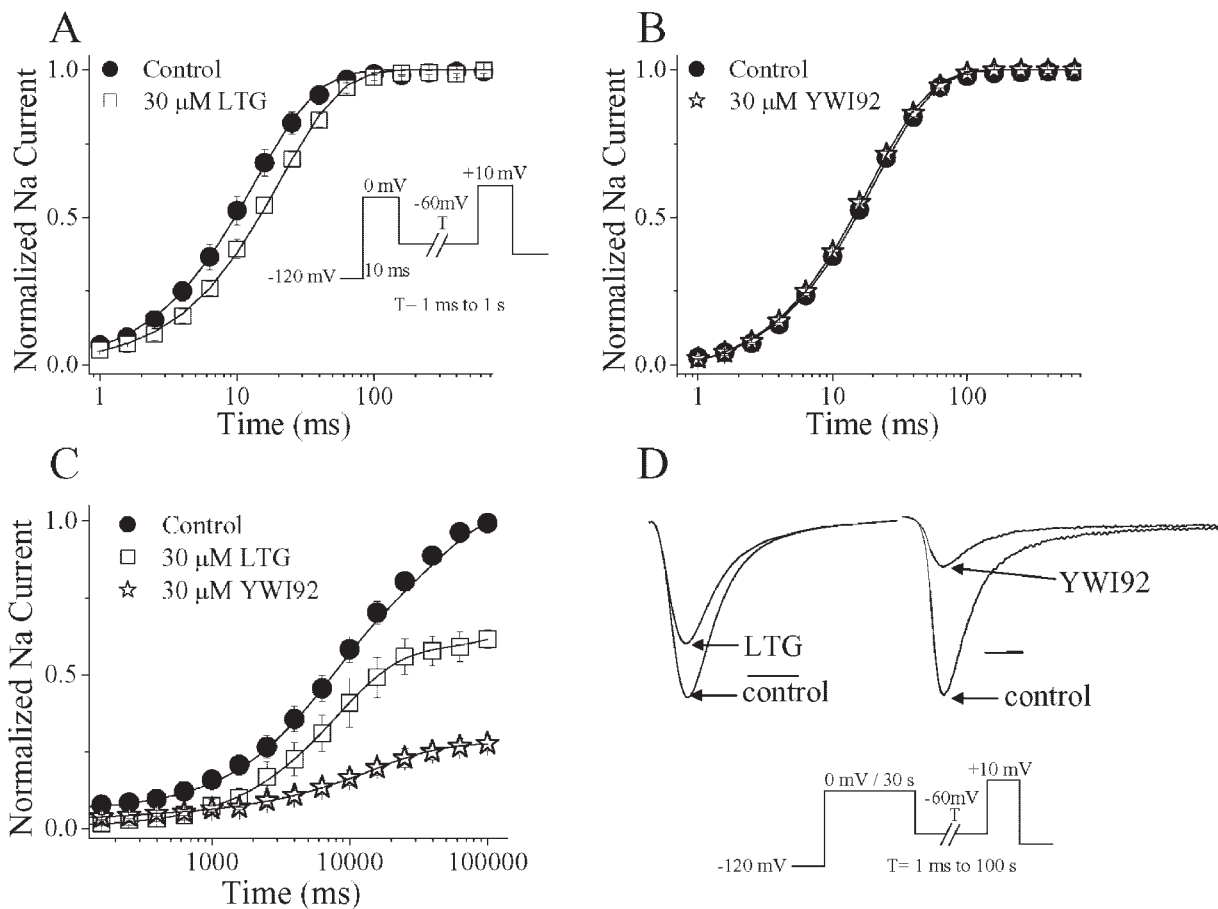 A
Control
30 μM LTG
1.0
0.5
0.0
Normalized Na Current
1
10
100
Time (ms)
0 mV
+10 mV
-60mV
T
-120 mV
10 ms
T= 1 ms to 1 s
B
Control
30 μM YWI92
1.0
0.5
0.0
Normalized Na Current
1
10
100
Time (ms)
C
Control
30 μM LTG
30 μM YWI92
1.0
0.5
0.0
Normalized Na Current
1000
10000
100000
Time (ms)
D
LTG
control
YWI92
control
0 mV / 30 s
+10 mV
-60mV
T
-120 mV
T= 1 ms to 100 s